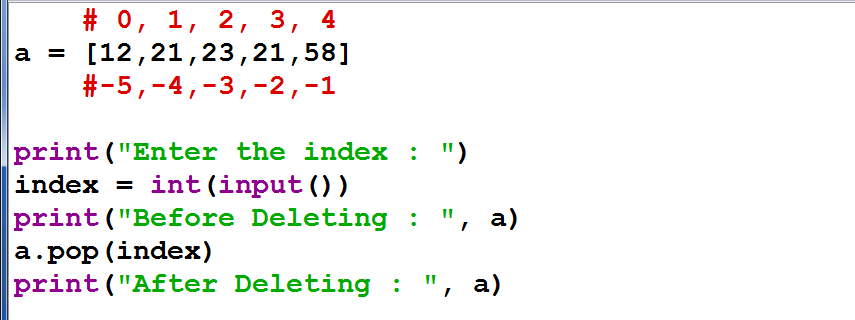 # 0, 1, 2, 3, 4
a = [12,21,23,21,58]
#-5,-4,-3,-2,-1
print("Enter the index : ")
index = int(input())
print("Before Deleting : ", a)
a.pop(index)
print("After Deleting : ", a)